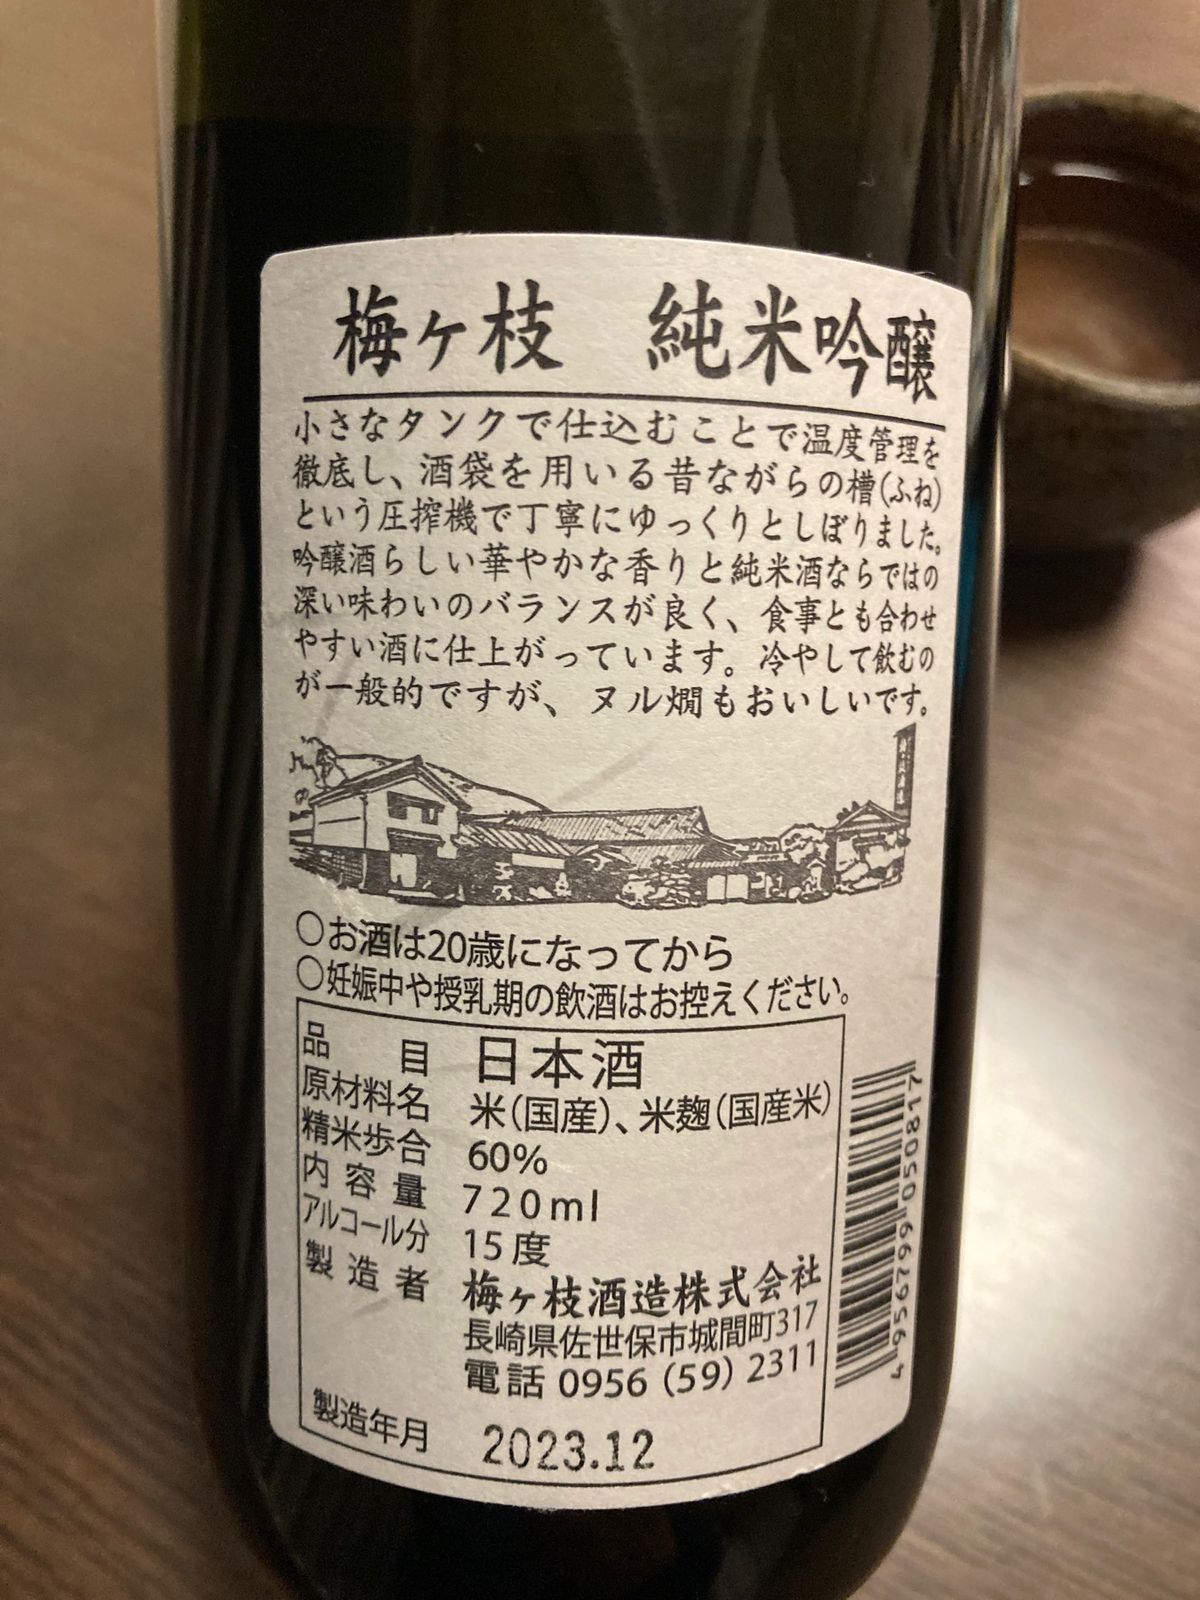 梅ヶ枝　純米吟醸
小さなタンクで仕込むことで温度管理を
徹底し、酒袋を用いる昔ながらの槽(ふね)
という圧搾機で丁寧にゆっくりとしぼりました。
吟醸酒らしい華やかな香りと純米酒ならではの
深い味わいのバランスが良く、食事とも合わせ
やすい酒に仕上がっています。冷やして飲むの
が一般的ですが、ヌル燗もおいしいです。
○お酒は20歳になってから
○妊娠中や授乳期の飲酒はお控えください。
品目 日本酒
原材料名 米(国産)、米麹(国産米)
精米歩合 60%
内容量 720ml
アルコール分 15度
製造者 梅ヶ枝酒造株式会社
長崎県佐世保市城間町317
電話 0956(59)2311
製造年月 2023.12
4956799050817